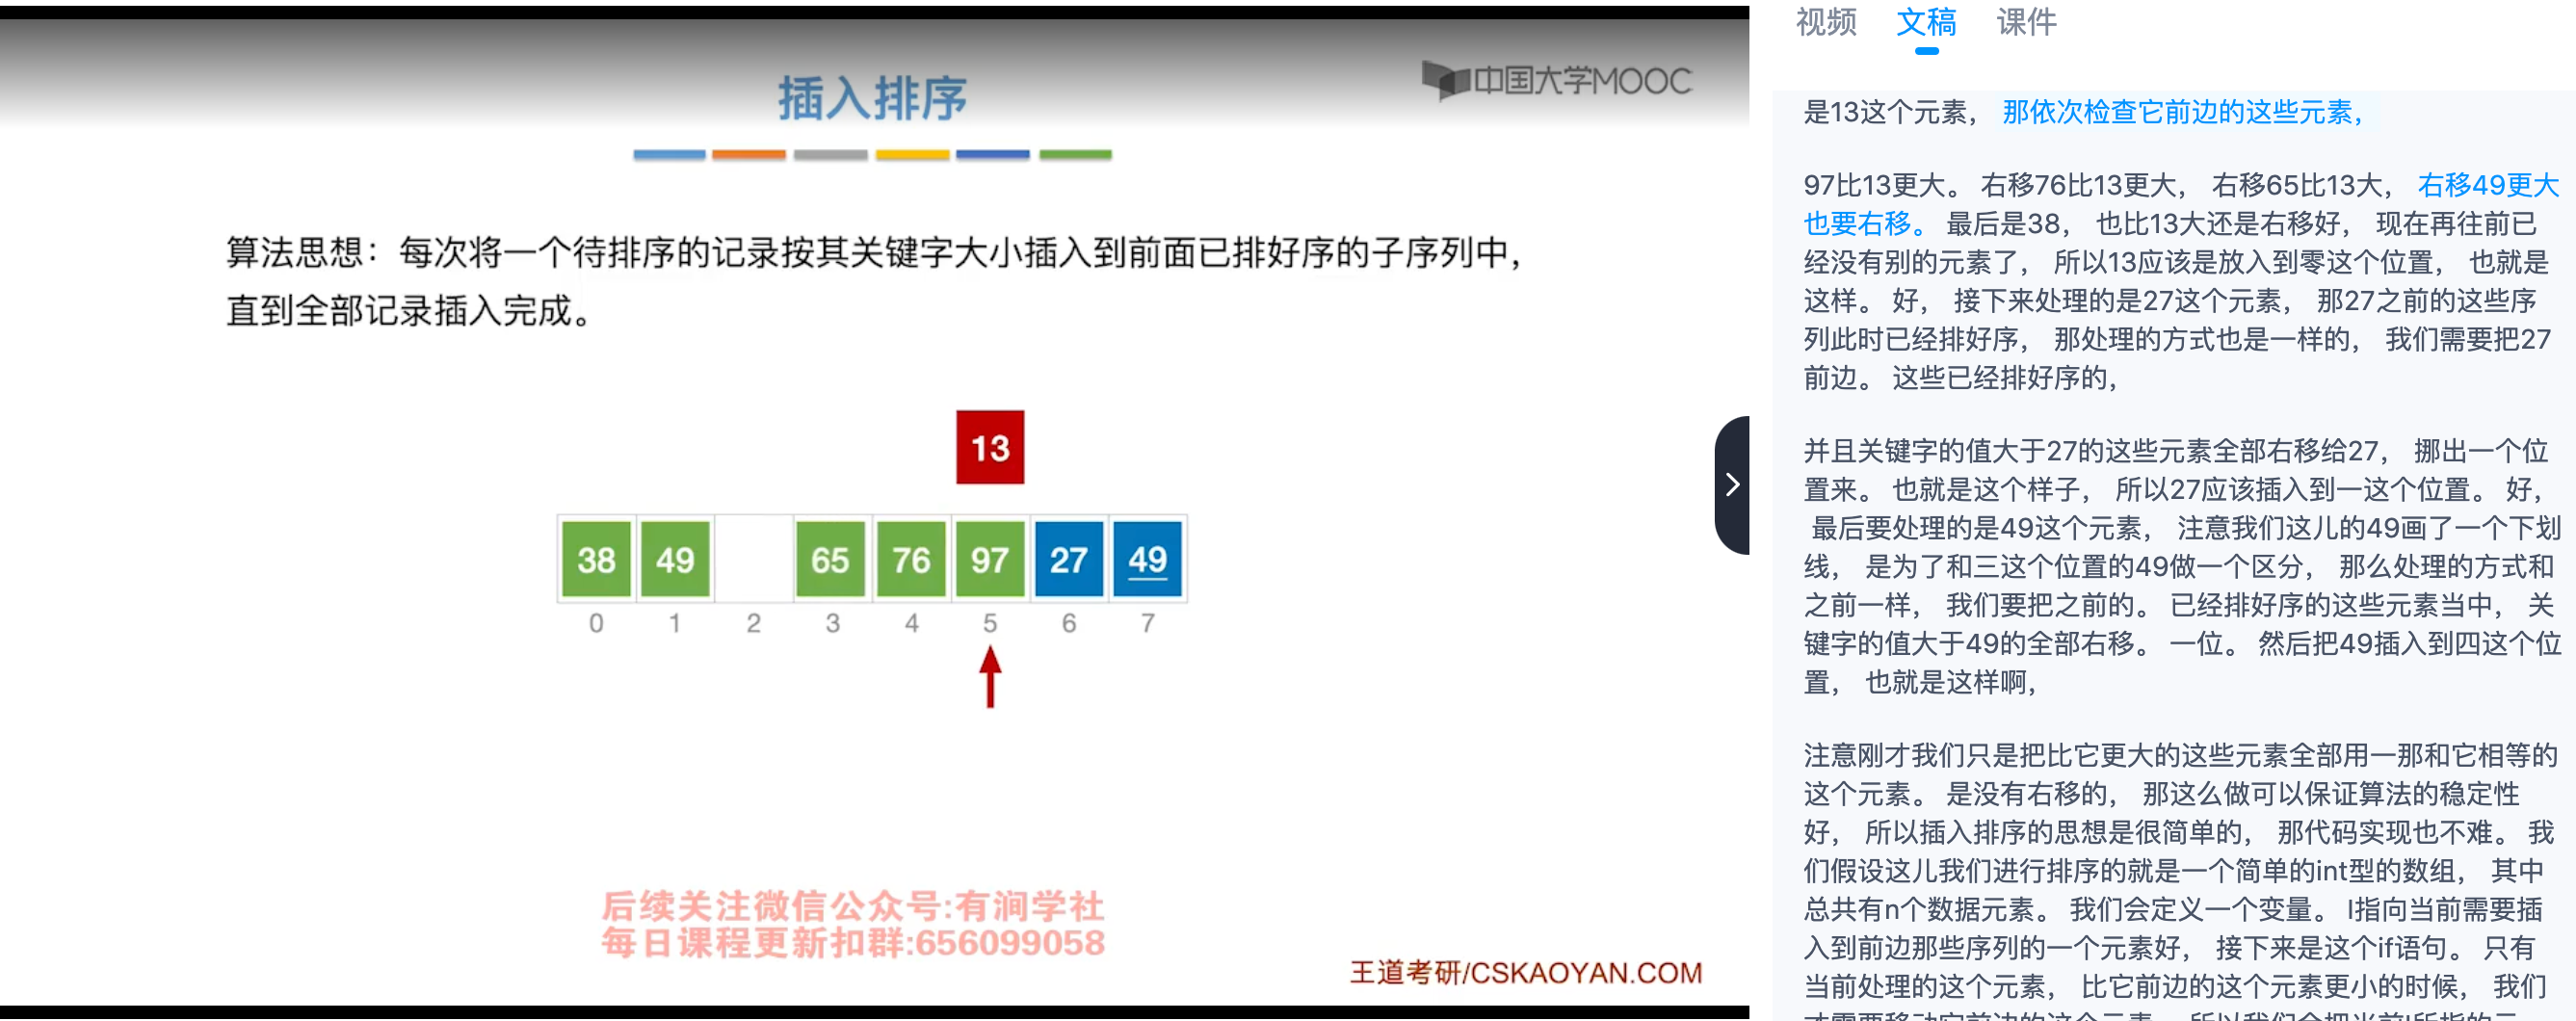 插入排序
中国大学MOOC
算法思想：每次将一个待排序的记录按其关键字大小插入到前面已排好序的子序列中，
直到全部记录插入完成。
13
38 49 65 76 97 27 49
0 1 2 3 4 5 6 7
后续关注微信公众号:有涧学社
每日课程更新扣群:656099058
王道考研/CSKAOYAN.COM
视频 文稿 课件
是13这个元素， 那依次检查它前边的这些元素，
97比13更大。 右移76比13更大， 右移65比13大， 右移49更大
也要右移。 最后是38， 也比13大还是右移好， 现在再往前已
经没有别的元素了， 所以13应该是放入到零这个位置， 也就是
这样。 好， 接下来处理的是27这个元素， 那27之前的这些序
列此时已经排好序， 那处理的方式也是一样的， 我们需要把27
前边。 这些已经排好序的，
并且关键字的值大于27的这些元素全部右移给27， 挪出一个位
置来。 也就是这个样子， 所以27应该插入到一这个位置。 好，
最后要处理的是49这个元素， 注意我们这儿的49画了一个下划
线， 是为了和三这个位置的49做一个区分， 那么处理的方式和
之前一样， 我们要把之前的。 已经排好序的这些元素当中， 关
键字的值大于49的全部右移。 一位。 然后把49插入到四这个位
置， 也就是这样啊，
注意刚才我们只是把比它更大的这些元素全部用一那和它相等的
这个元素。 是没有右移的， 那这么做可以保证算法的稳定性
好， 所以插入排序的思想是很简单的， 那代码实现也不难。 我
们假设这儿我们进行排序的就是一个简单的int型的数组， 其中
总共有n个数据元素。 我们会定义一个变量。 I指向当前需要插
入到前边那些序列的一个元素好， 接下来是这个if语句。 只有
当前处理的这个元素， 比它前边的这个元素更小的时候， 我们